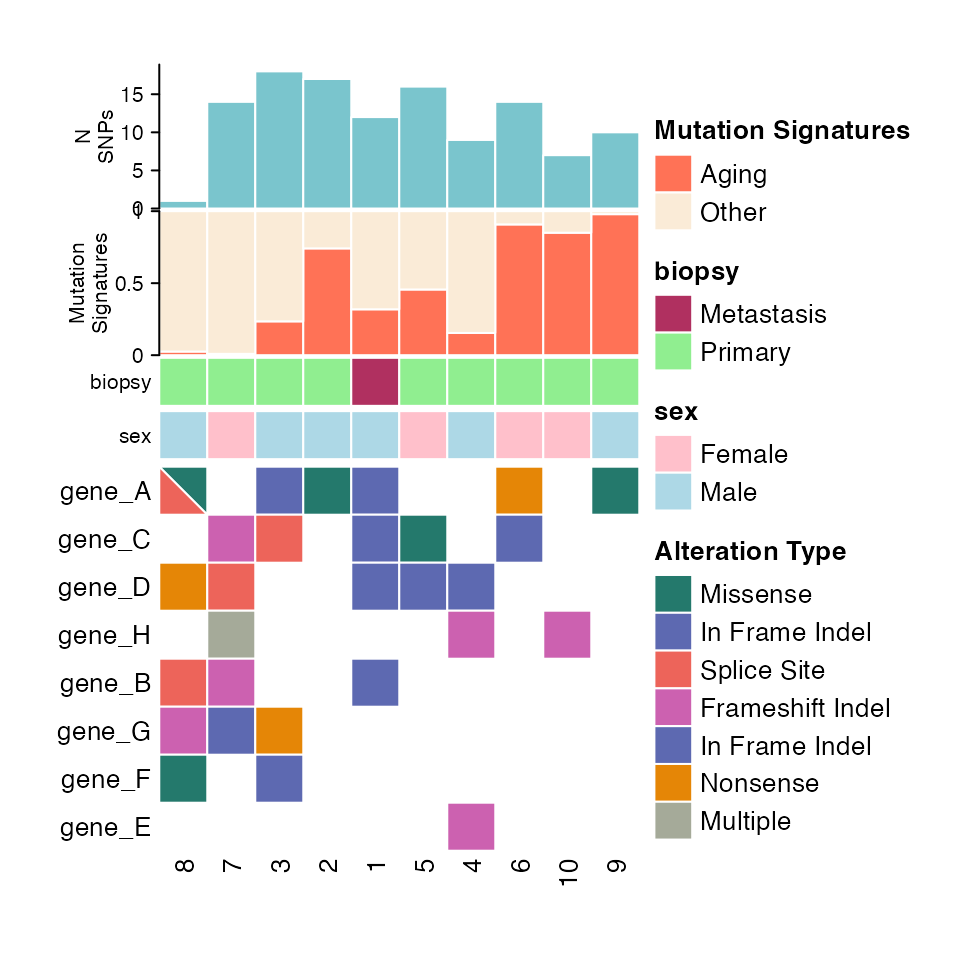 15
10
5
0
N
SNPs
1
0.5
0
Mutation
Signatures
biopsy
sex
gene_A
gene_C
gene_D
gene_H
gene_B
gene_G
gene_F
gene_E
8 7 3 2 1 5 4 6 10 9
Mutation Signatures
Aging
Other
biopsy
Metastasis
Primary
sex
Female
Male
Alteration Type
Missense
In Frame Indel
Splice Site
Frameshift Indel
In Frame Indel
Nonsense
Multiple